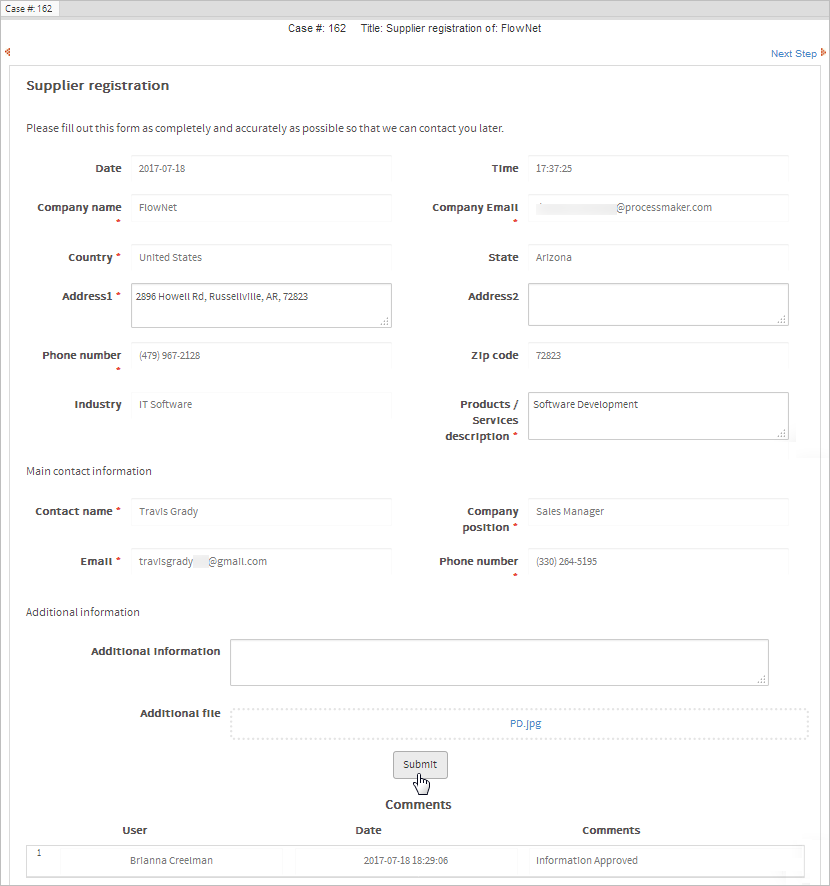 Case #: 162
Case #: 162 Title: Supplier registration of: FlowNet
Next Step
Supplier registration
Please fill out this form as completely and accurately as possible so that we can contact you later.
Date 2017-07-18 Time 17:37:25
Company name * FlowNet Company Email * @processmaker.com
Country * United States State Arizona
Address1 * 2896 Howell Rd, Russellville, AR, 72823 Address2
Phone number * (479) 967-2128 Zip code 72823
Industry IT Software Products / Services description * Software Development
Main contact information
Contact name * Travis Grady Company position * Sales Manager
Email * travisgrady @gmail.com Phone number * (330) 264-5195
Additional information
Additional information
Additional file PD.jpg
Submit
Comments
User Date Comments
1 Brianna Creelman 2017-07-18 18:29:06 Information Approved